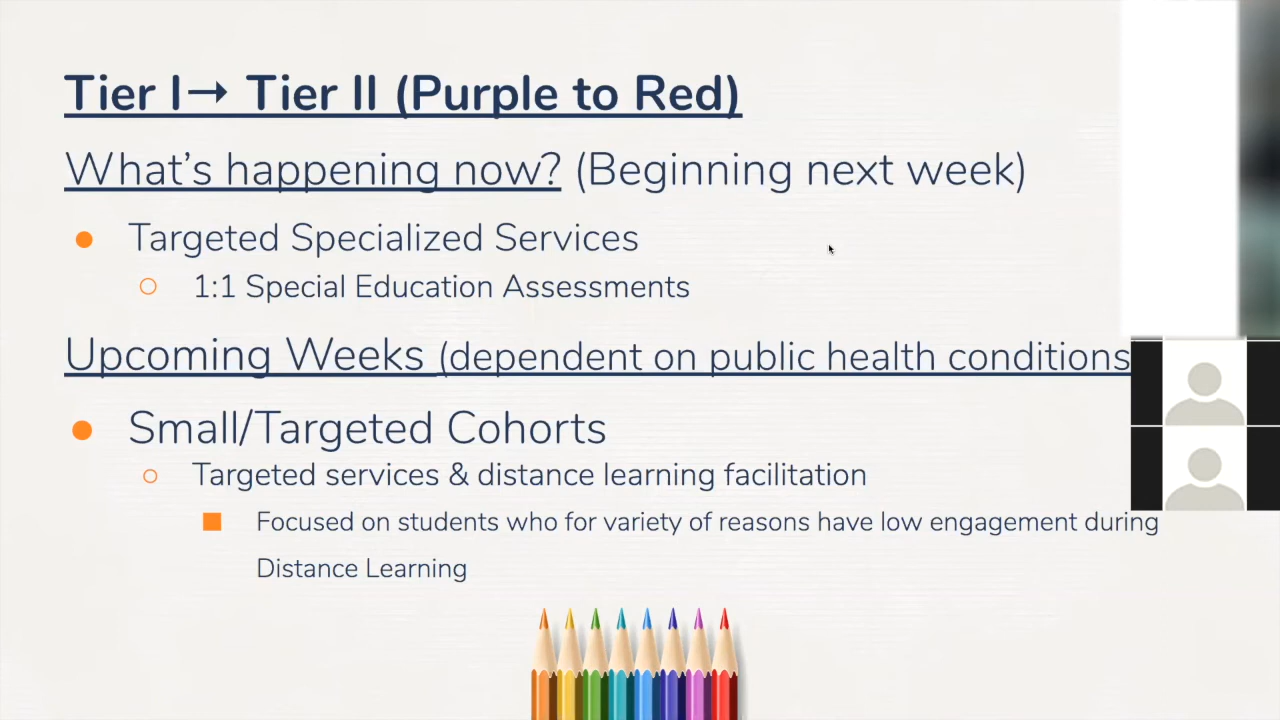 Tier I→ Tier II (Purple to Red)
What's happening now? (Beginning next week)
Targeted Specialized Services
1:1 Special Education Assessments
Upcoming Weeks (dependent on public health conditions
Small/Targeted Cohorts
Targeted services & distance learning facilitation
Focused on students who for variety of reasons have low engagement during
Distance Learning